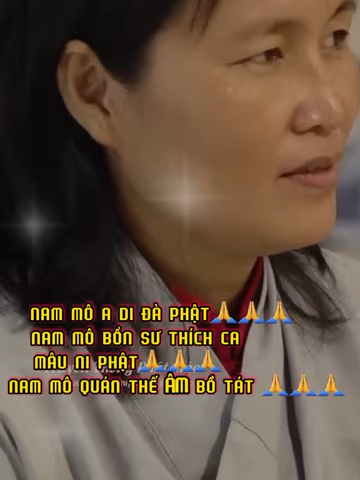 NAM MÔ A DI ĐÀ PHẬT🙏🙏🙏
NAM MÔ BỔN SƯ THÍCH CA
MÂU NI PHẬT🙏🙏🙏
NAM MÔ QUÁN THẾ ÂM BỒ TÁT 🙏🙏🙏